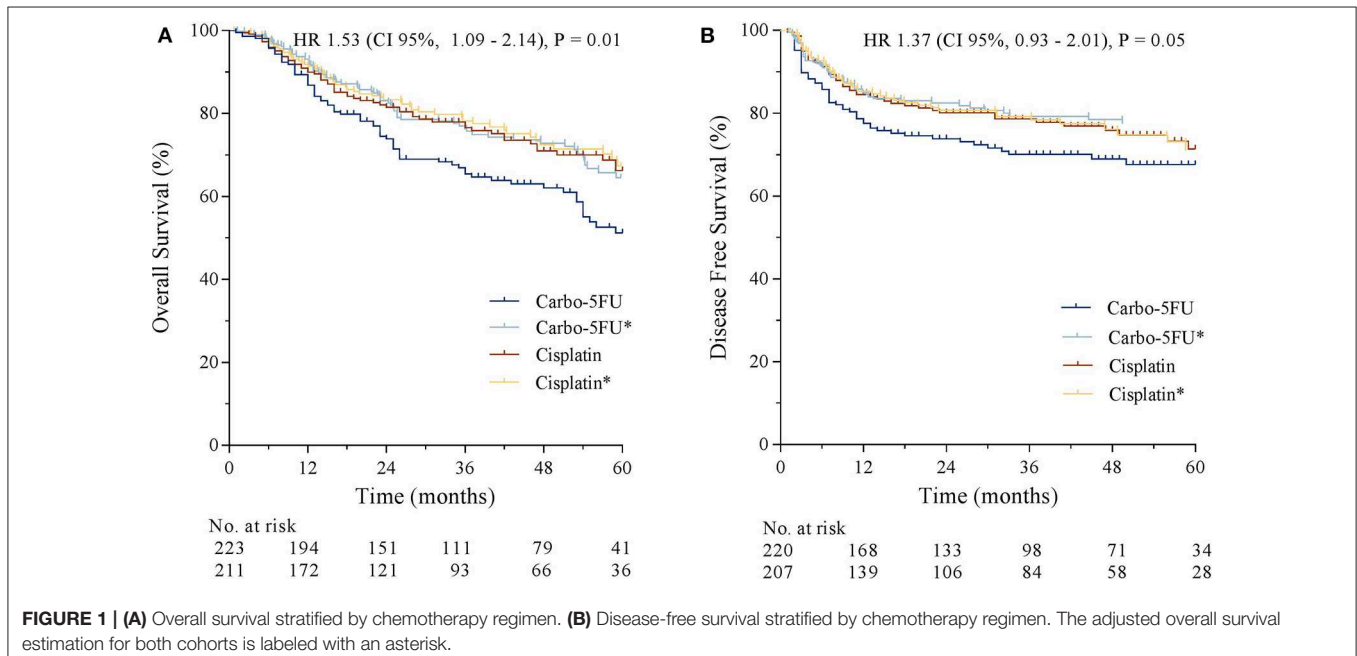 A
HR 1.53 (CI 95%, 1.09 - 2.14), P = 0.01
100
80
60
40
20
0
Overall Survival (%)
Carbo-5FU
Carbo-5FU*
Cisplatin
Cisplatin*
0 12 24 36 48 60
Time (months)
No. at risk
223 194 151 111 79 41
211 172 121 93 66 36
B
HR 1.37 (CI 95%, 0.93 - 2.01), P = 0.05
100
80
60
40
20
0
Disease Free Survival (%)
Carbo-5FU
Carbo-5FU*
Cisplatin
Cisplatin*
0 12 24 36 48 60
Time (months)
No. at risk
220 168 133 98 71 34
207 139 106 84 58 28
FIGURE 1 | (A) Overall survival stratified by chemotherapy regimen. (B) Disease-free survival stratified by chemotherapy regimen. The adjusted overall survival
estimation for both cohorts is labeled with an asterisk.